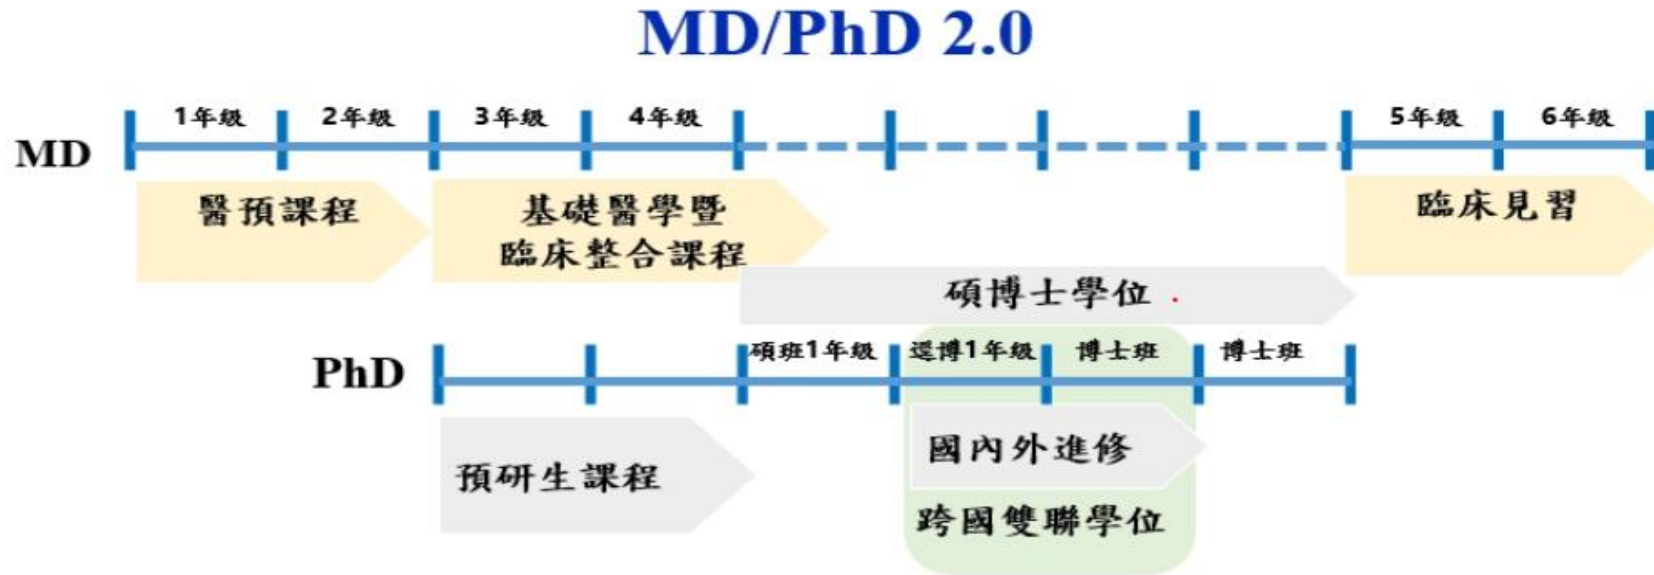 MD/PhD 2.0
1年級
2年級
3年級
4年級
5年級
6年級
MD
醫預課程
基礎醫學暨
臨床整合課程
臨床見習
碩博士學位
PhD
碩班1年級
逕博1年級
博士班
博士班
預研生課程
國內外進修
跨國雙聯學位